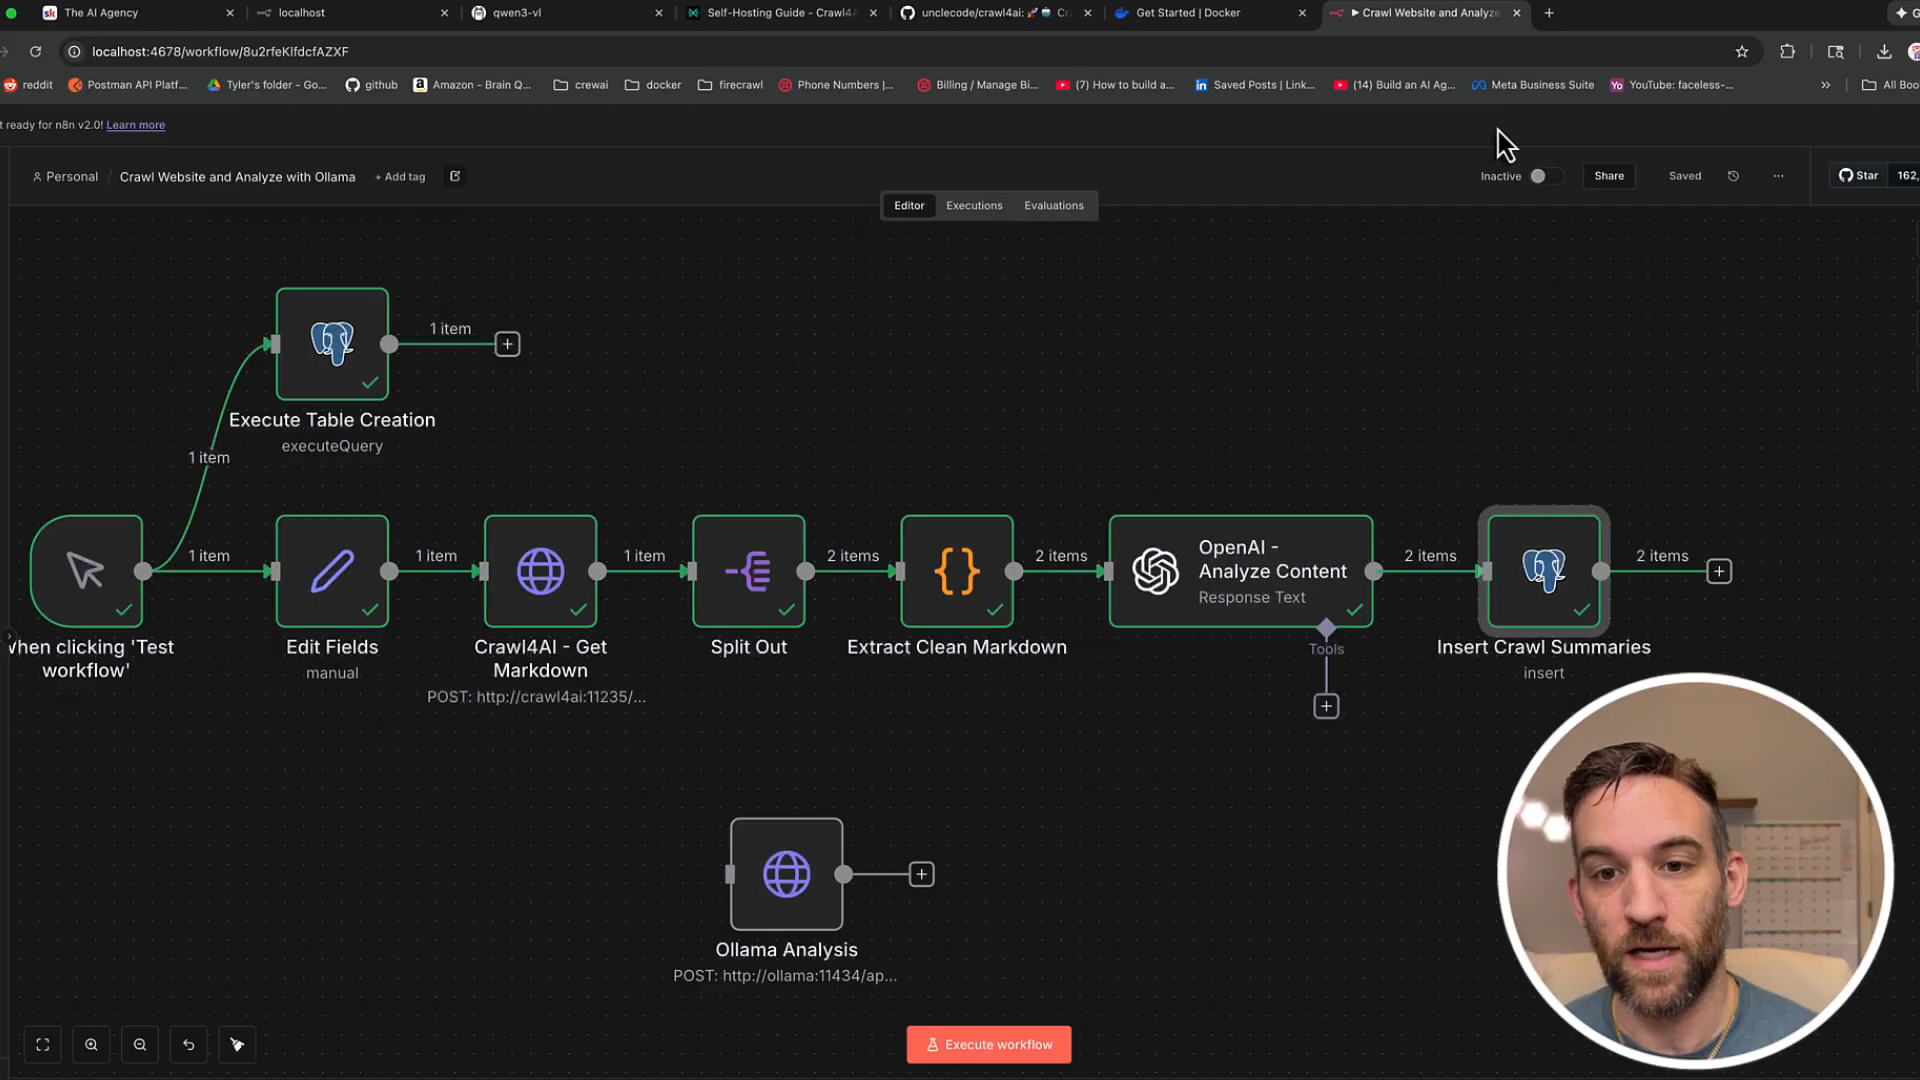 The AI Agency
localhost
qwen3-vl
Self-Hosting Guide - Crawl4A
unclecode/crawl4ai: 🚀🤖 Cr
Get Started | Docker
▶ Crawl Website and Analyze
localhost:4678/workflow/8u2rfeKlfdcfAZXF
reddit
Postman API Platf...
Tyler's folder - Go...
github
Amazon - Brain Q...
crewai
docker
firecrawl
Phone Numbers |...
Billing / Manage Bi...
(7) How to build a...
Saved Posts | Link...
(14) Build an AI Ag...
Meta Business Suite
YouTube: faceless-...
»
All Boo
t ready for n8n v2.0! Learn more
Personal / Crawl Website and Analyze with Ollama + Add tag
Inactive
Share
Saved
...
Star 162,
Editor Executions Evaluations
1 item
Execute Table Creation
executeQuery
1 item
1 item
1 item
1 item
2 items
2 items
OpenAI -
Analyze Content
Response Text
2 items
2 items
When clicking 'Test
workflow'
Edit Fields
manual
Crawl4AI - Get
Markdown
POST: http://crawl4ai:11235/...
Split Out
{}
Extract Clean Markdown
Tools
Insert Crawl Summaries
insert
Ollama Analysis
POST: http://ollama:11434/ap...
Execute workflow